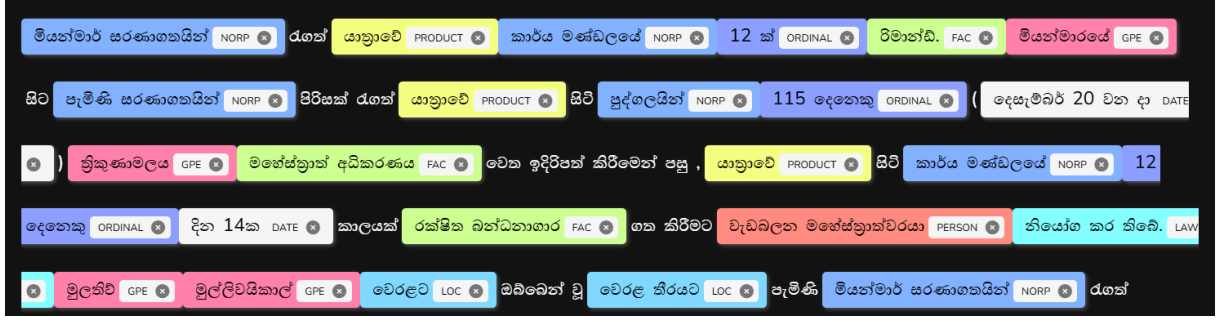 මියන්මාර් සරණාගතයින් NORP රැගත් යාත්‍රාවේ PRODUCT කාර්ය මණ්ඩලයේ NORP 12 ක් ORDINAL රිමාන්ඩ්. FAC මියන්මාරයේ GPE
සිට පැමිණි සරණාගතයින් NORP පිරිසක් රැගත් යාත්‍රාවේ PRODUCT සිටි පුද්ගලයින් NORP 115 දෙනෙකු ORDINAL ( දෙසැම්බර් 20 වන දා DATE
) ත්‍රිකුණාමලය GPE මහේස්ත්‍රාත් අධිකරණය FAC වෙත ඉදිරිපත් කිරීමෙන් පසු , යාත්‍රාවේ PRODUCT සිටි කාර්ය මණ්ඩලයේ NORP 12
දෙනෙකු ORDINAL දින 14ක DATE කාලයක් රක්ෂිත බන්ධනාගාර FAC ගත කිරීමට වැඩබලන මහේස්ත්‍රාත්වරයා PERSON නියෝග කර තිබේ. LAW
මුලතිව් GPE මුල්ලිවයිකාල් GPE වෙරළට LOC ඔබ්බෙන් වූ වෙරළ තීරයට LOC පැමිණි මියන්මාර් සරණාගතයින් NORP රැගත්